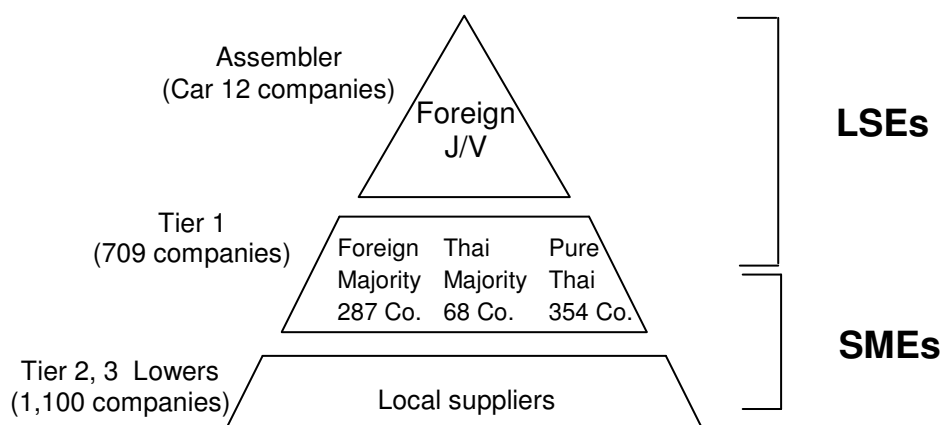 Assembler
(Car 12 companies)
Foreign
J/V
LSEs
Tier 1
(709 companies)
Foreign Thai Pure
Majority Majority Thai
287 Co. 68 Co. 354 Co.
SMEs
Tier 2, 3 Lowers
(1,100 companies)
Local suppliers